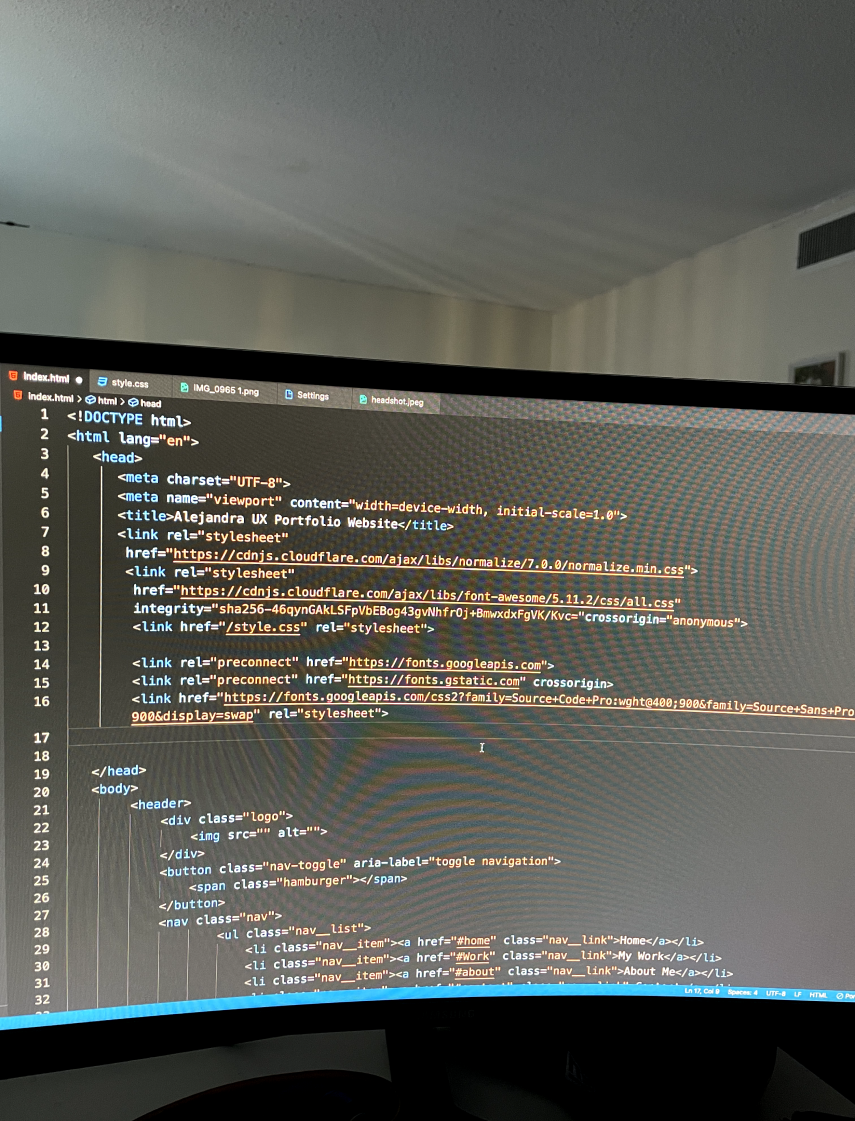 index.html
style.css
IMG_0965 1.png
Settings
headshot.jpeg
index.html > html > head
1 <!DOCTYPE html>
2 <html lang="en">
3 <head>
4 <meta charset="UTF-8">
5 <meta name="viewport" content="width=device-width, initial-scale=1.0">
6 <title>Alejandra UX Portfolio Website</title>
7 <link rel="stylesheet"
8 href="https://cdnjs.cloudflare.com/ajax/libs/normalize/7.0.0/normalize.min.css">
9 <link rel="stylesheet"
10 href="https://cdnjs.cloudflare.com/ajax/libs/font-awesome/5.11.2/css/all.css"
11 integrity="sha256-46qynGAkLSFpVbEBog43gvNhfrOj+BmwxdxFgVK/Kvc="crossorigin="anonymous">
12 <link href="/style.css" rel="stylesheet">
13
14 <link rel="preconnect" href="https://fonts.googleapis.com">
15 <link rel="preconnect" href="https://fonts.gstatic.com" crossorigin>
16 <link href="https://fonts.googleapis.com/css2?family=Source+Code+Pro:wght@400;900&family=Source+Sans+Pro
900&display=swap" rel="stylesheet">
17
18
19 </head>
20 <body>
21 <header>
22 <div class="logo">
23 <img src="" alt="">
24 </div>
25 <button class="nav-toggle" aria-label="toggle navigation">
26 <span class="hamburger"></span>
27 </button>
28 <nav class="nav">
29 <ul class="nav__list">
30 <li class="nav__item"><a href="#home" class="nav__link">Home</a></li>
31 <li class="nav__item"><a href="#Work" class="nav__link">My Work</a></li>
32 <li class="nav__item"><a href="#about" class="nav__link">About Me</a></li>
Ln 17, Col 9 Spaces: 4 UTF-8 LF HTML